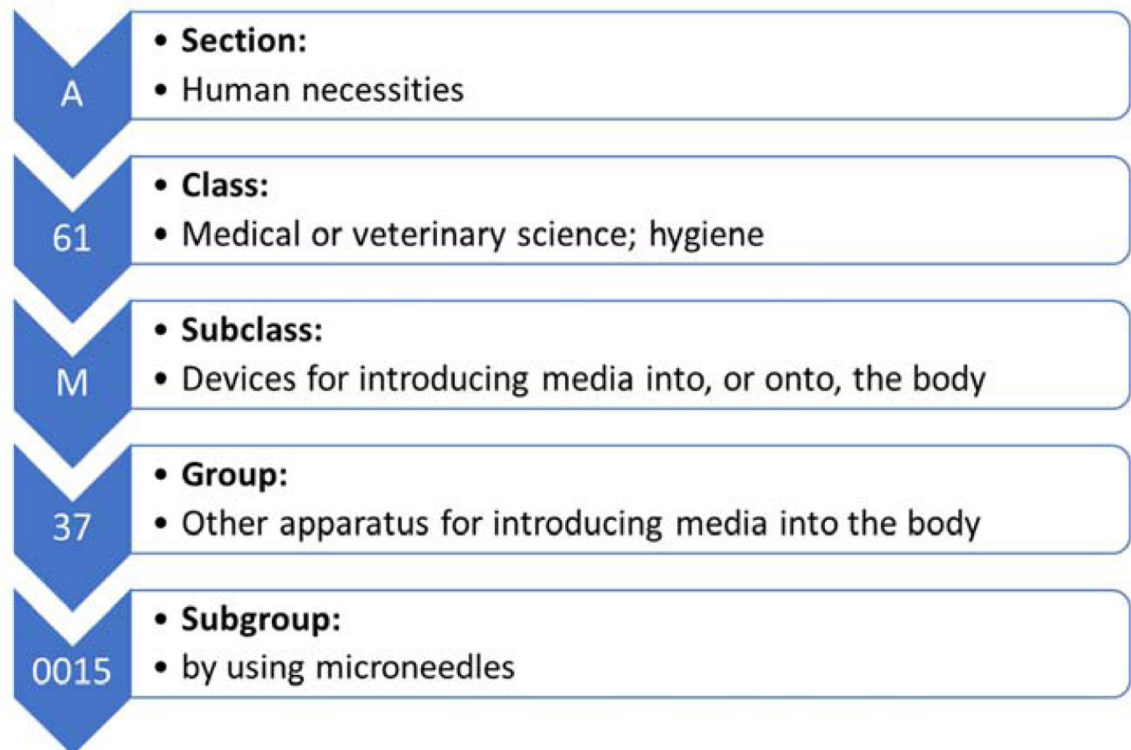 A
• Section:
• Human necessities
61
• Class:
• Medical or veterinary science; hygiene
M
• Subclass:
• Devices for introducing media into, or onto, the body
37
• Group:
• Other apparatus for introducing media into the body
0015
• Subgroup:
• by using microneedles